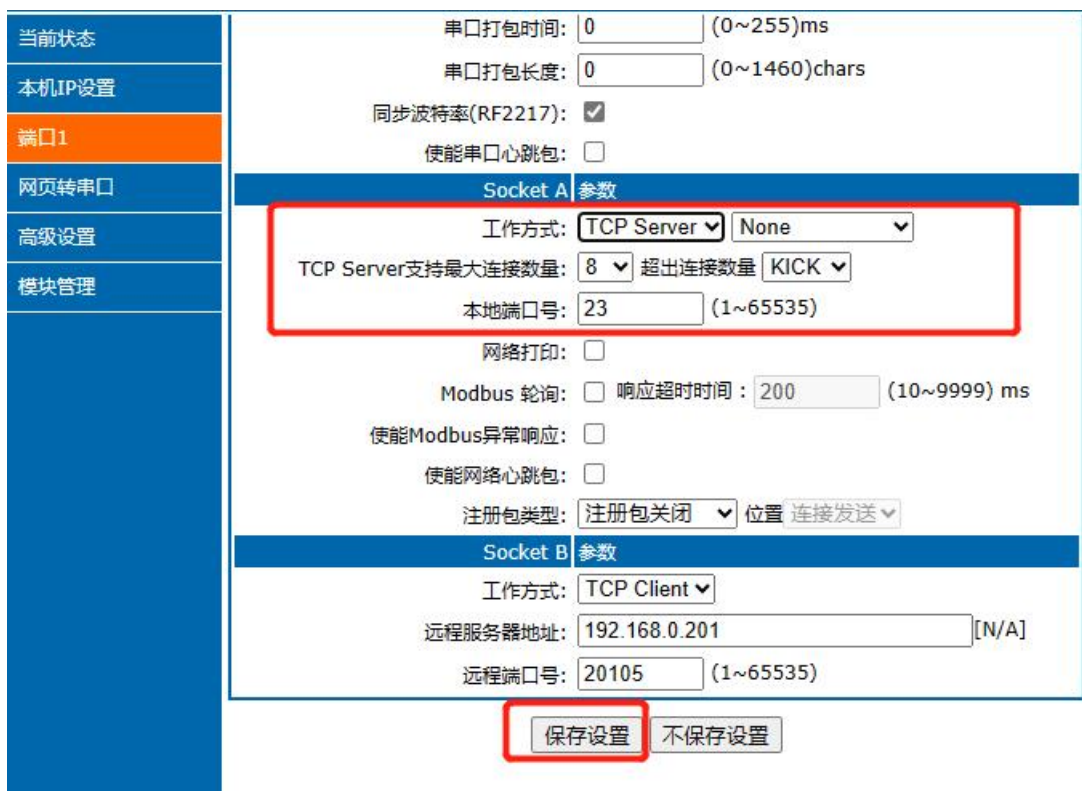 当前状态
本机IP设置
端口1
网页转串口
高级设置
模块管理
串口打包时间: 0 (0~255)ms
串口打包长度: 0 (0~1460)chars
同步波特率(RF2217):
使能串口心跳包:
Socket A 参数
工作方式: TCP Server None
TCP Server支持最大连接数量: 8 超出连接数量 KICK
本地端口号: 23 (1~65535)
网络打印:
Modbus 轮询: 响应超时时间 : 200 (10~9999) ms
使能Modbus异常响应:
使能网络心跳包:
注册包类型: 注册包关闭 位置 连接发送
Socket B 参数
工作方式: TCP Client
远程服务器地址: 192.168.0.201 [N/A]
远程端口号: 20105 (1~65535)
保存设置 不保存设置